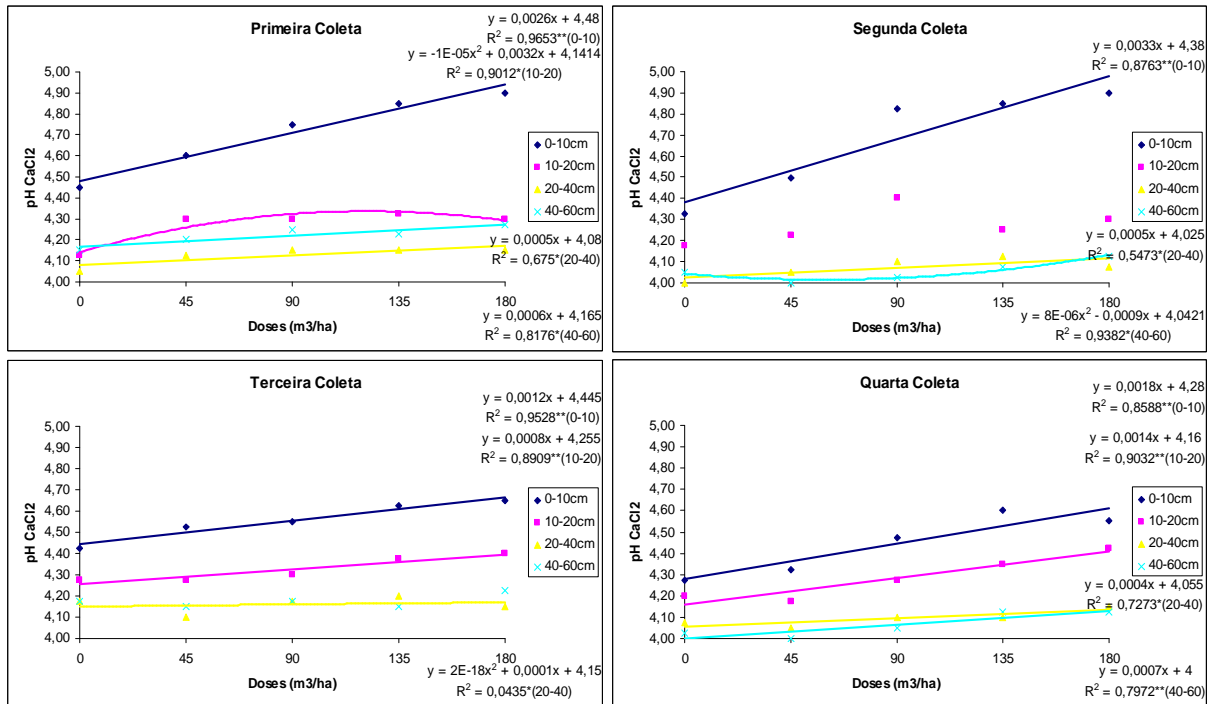 Primeira Coleta
y = 0,0026x + 4,48
R² = 0,9653**(0-10)
y = -1E-05x² + 0,0032x + 4,1414
R² = 0,9012*(10-20)
pH CaCl2
5,00
4,90
4,80
4,70
4,60
4,50
4,40
4,30
4,20
4,10
4,00
0-10cm
10-20cm
20-40cm
40-60cm
y = 0,0005x + 4,08
R² = 0,675*(20-40)
0 45 90 135 180
Doses (m3/ha)
y = 0,0006x + 4,165
R² = 0,8176*(40-60)
Segunda Coleta
y = 0,0033x + 4,38
R² = 0,8763**(0-10)
pH CaCl2
5,00
4,90
4,80
4,70
4,60
4,50
4,40
4,30
4,20
4,10
4,00
0-10cm
10-20cm
20-40cm
40-60cm
y = 0,0005x + 4,025
R² = 0,5473*(20-40)
0 45 90 135 180
Doses (m3/ha)
y = 8E-06x² - 0,0009x + 4,0421
R² = 0,9382*(40-60)
Terceira Coleta
y = 0,0012x + 4,445
R² = 0,9528**(0-10)
y = 0,0008x + 4,255
R² = 0,8909**(10-20)
pH CaCl2
5,00
4,90
4,80
4,70
4,60
4,50
4,40
4,30
4,20
4,10
4,00
0-10cm
10-20cm
20-40cm
40-60cm
0 45 90 135 180
Doses (m3/ha)
y = 2E-18x² + 0,0001x + 4,15
R² = 0,0435*(20-40)
Quarta Coleta
y = 0,0018x + 4,28
R² = 0,8588**(0-10)
y = 0,0014x + 4,16
R² = 0,9032**(10-20)
pH CaCl2
5,00
4,90
4,80
4,70
4,60
4,50
4,40
4,30
4,20
4,10
4,00
0-10cm
10-20cm
20-40cm
40-60cm
y = 0,0004x + 4,055
R² = 0,7273*(20-40)
0 45 90 135 180
Doses (m3/ha)
y = 0,0007x + 4
R² = 0,7972**(40-60)